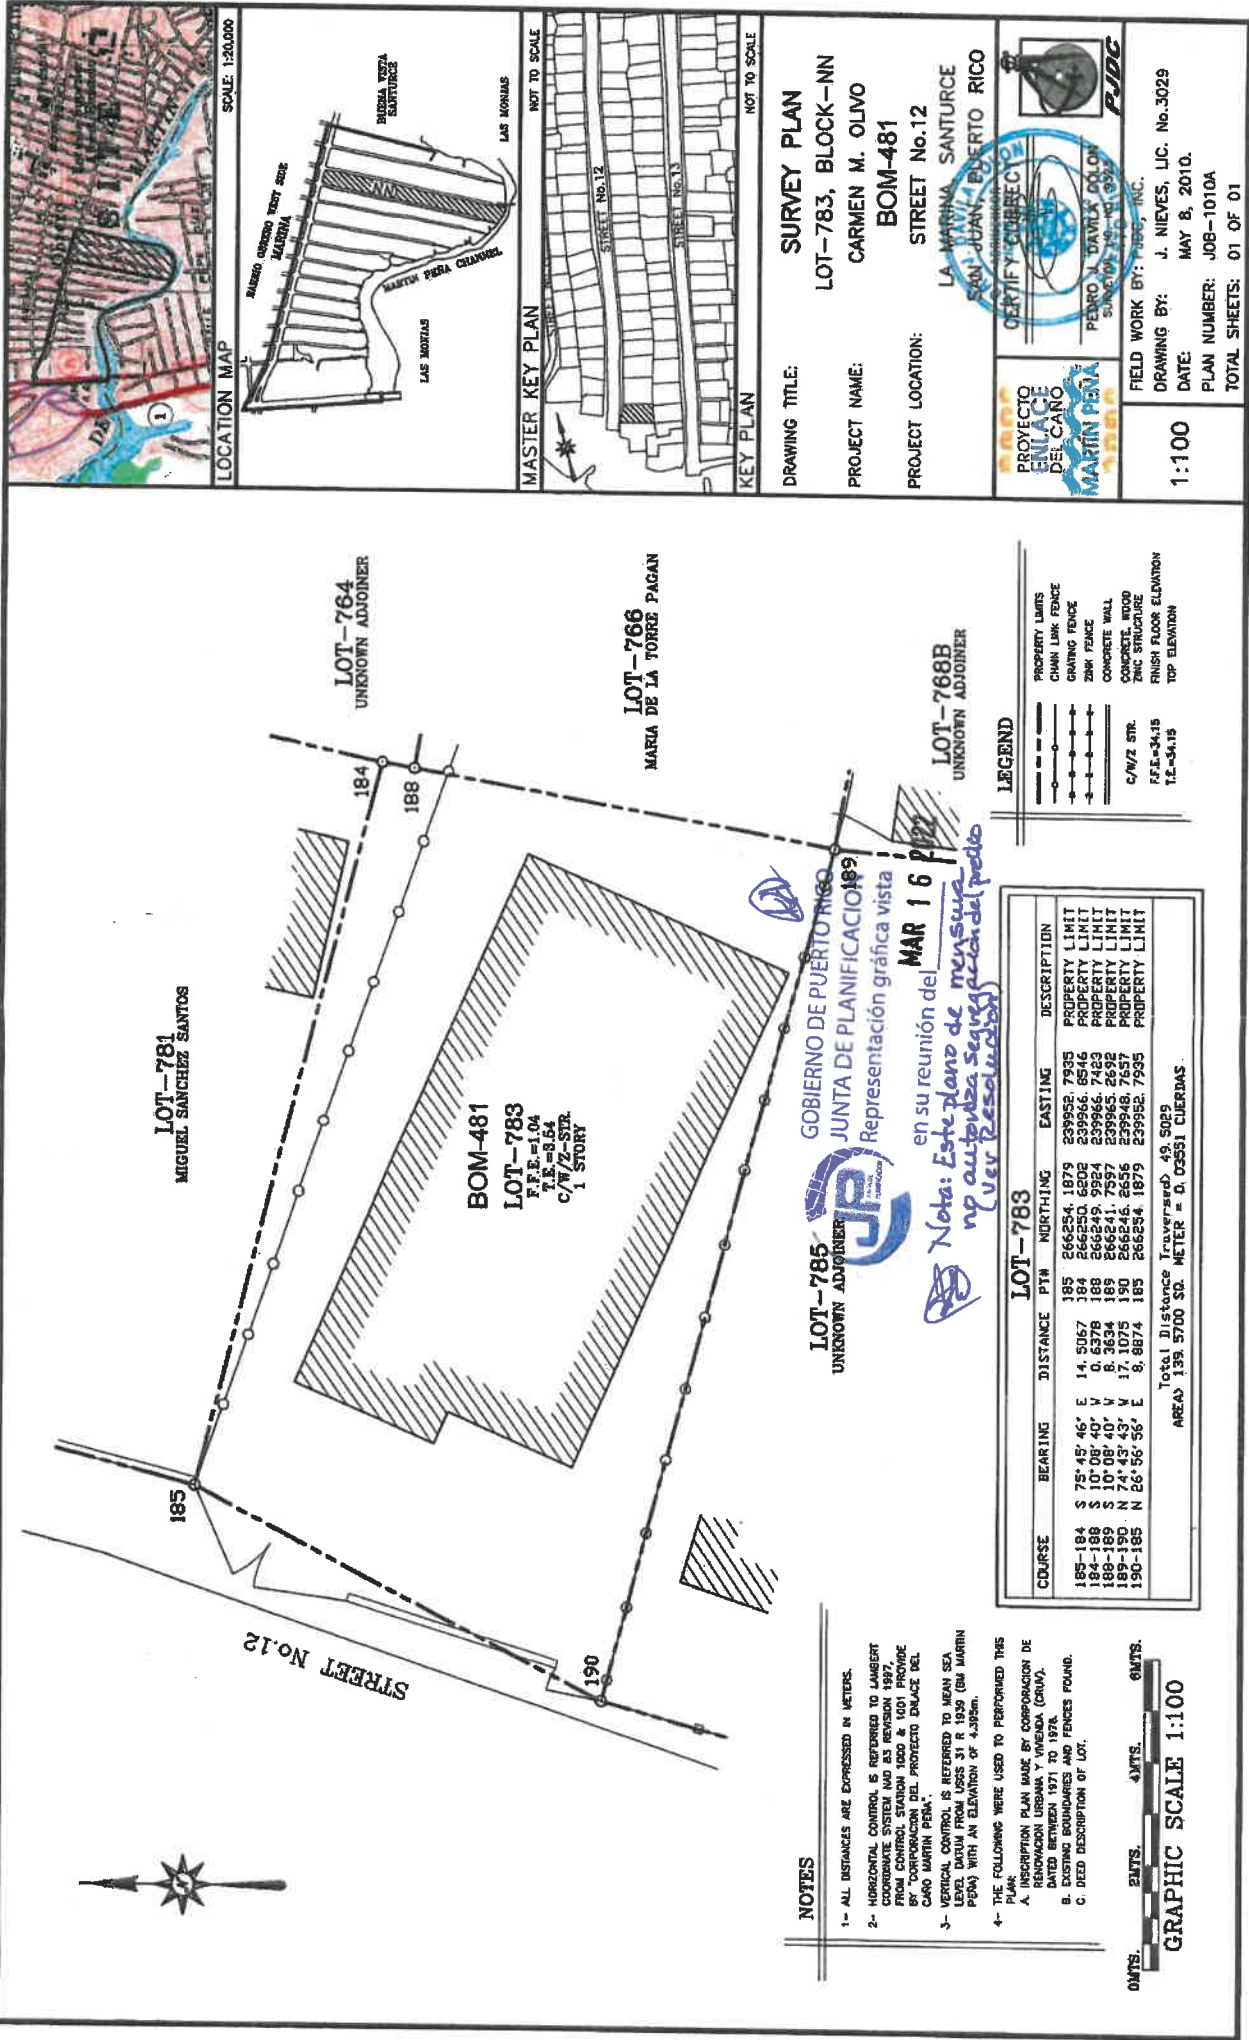 LOT-781
MIGUEL SANCHEZ SANTOS
LOT-764
UNKNOWN ADJOINER
LOT-766
MARIA DE LA TORRE PAGAN
LOT-768B
UNKNOWN ADJOINER
LOT-785
UNKNOWN ADJOINER
STREET No.12
185
184
188
189
190
BOM-481
LOT-783
F.F.E.=1.04
T.E.=3.54
C/W/Z-STR.
1 STORY
GOBIERNO DE PUERTO RICO
JUNTA DE PLANIFICACION
Representación gráfica vista
en su reunión del
MAR 16 2022
JP
Nota: Este plano de mensura
no autoriza segregación del predio
(ver Resolución)
NOTES
1- ALL DISTANCES ARE EXPRESSED IN METERS.
2- HORIZONTAL CONTROL IS REFERRED TO LAMBERT
COORDINATE SYSTEM NAD 83 REVISION 1997,
FROM CONTROL STATION 1000 & 1001 PROVIDE
BY "CORPORACION DEL PROYECTO ENLACE DEL
CAÑO MARTIN PEÑA".
3- VERTICAL CONTROL IS REFERRED TO MEAN SEA
LEVEL DATUM FROM USGS 31 R 1939 (BM MARTIN
PEÑA) WITH AN ELEVATION OF 4.395m.
4- THE FOLLOWING WERE USED TO PERFORMED THIS
PLAN:
A. INSCRIPTION PLAN MADE BY CORPORACION DE
RENOVACION URBANA Y VIVIENDA (CRUV).
DATED BETWEEN 1971 TO 1976.
B. EXISTING BOUNDARIES AND FENCES FOUND.
C. DEED DESCRIPTION OF LOT.
0MTS. 2MTS. 4MTS. 6MTS.
GRAPHIC SCALE 1:100
LOT-783
COURSE BEARING DISTANCE PT# NORTHING EASTING DESCRIPTION
185 266254.1879 239952.7935 PROPERTY LIMIT
185-184 S 75°45'46" E 14.5067 184 266250.6202 239966.8546 PROPERTY LIMIT
184-188 S 10°08'40" W 0.6378 188 266249.9924 239966.7423 PROPERTY LIMIT
188-189 S 10°08'40" W 8.3634 189 266241.7597 239965.2692 PROPERTY LIMIT
189-190 N 74°43'43" W 17.1075 190 266246.2656 239948.7657 PROPERTY LIMIT
190-185 N 26°56'56" E 8.8874 185 266254.1879 239952.7935 PROPERTY LIMIT
Total Distance Traversed> 49.5029
AREA> 139.5700 SQ. METER = 0.03551 CUERDAS
LEGEND
PROPERTY LIMITS
CHAIN LINK FENCE
GRATING FENCE
ZINK FENCE
CONCRETE WALL
C/W/Z STR. CONCRETE, WOOD
ZINC STRUCTURE
F.F.E.=34.15 FINISH FLOOR ELEVATION
T.E.=34.15 TOP ELEVATION
LOCATION MAP SCALE: 1:20,000
BARRIO OBRERO WEST SIDE
MARINA
BUENA VISTA
SANTURCE
NN
MARTIN PEÑA CHANNEL
LAS MONJAS
LAS MONJAS
MASTER KEY PLAN NOT TO SCALE
STREET No.12
STREET No.13
KEY PLAN NOT TO SCALE
DRAWING TITLE: SURVEY PLAN
LOT-783, BLOCK-NN
PROJECT NAME: CARMEN M. OLIVO
BOM-481
PROJECT LOCATION: STREET No.12
LA MARINA SANTURCE
SAN JUAN, PUERTO RICO
PROYECTO
ENLACE
DEL CAÑO
MARTIN PEÑA
CERTIFY CORRECT
PEDRO J. DAVILA COLON
PJDC
1:100
FIELD WORK BY: PJDC, INC.
DRAWING BY: J. NIEVES, LIC. No.3029
DATE: MAY 8, 2010.
PLAN NUMBER: JOB-1010A
TOTAL SHEETS: 01 OF 01